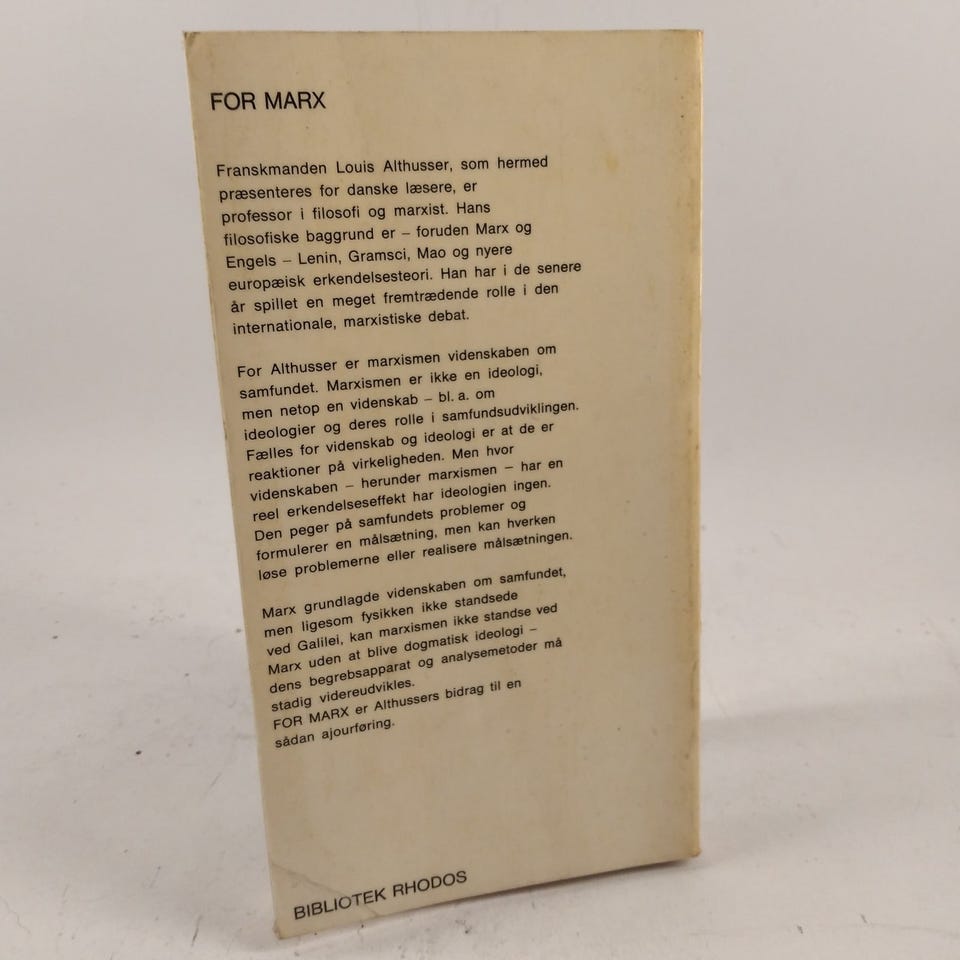 FOR MARX
Franskmanden Louis Althusser, som hermed
præsenteres for danske læsere, er
professor i filosofi og marxist. Hans
filosofiske baggrund er – foruden Marx og
Engels – Lenin, Gramsci, Mao og nyere
europæisk erkendelsesteori. Han har i de senere
år spillet en meget fremtrædende rolle i den
internationale, marxistiske debat.
For Althusser er marxismen videnskaben om
samfundet. Marxismen er ikke en ideologi,
men netop en videnskab – bl. a. om
ideologier og deres rolle i samfundsudviklingen.
Fælles for videnskab og ideologi er at de er
reaktioner på virkeligheden. Men hvor
videnskaben – herunder marxismen – har en
reel erkendelseseffekt har ideologien ingen.
Den peger på samfundets problemer og
formulerer en målsætning, men kan hverken
løse problemerne eller realisere målsætningen.
Marx grundlagde videnskaben om samfundet,
men ligesom fysikken ikke standsede
ved Galilei, kan marxismen ikke standse ved
Marx uden at blive dogmatisk ideologi –
dens begrebsapparat og analysemetoder må
stadig videreudvikles.
FOR MARX er Althussers bidrag til en
sådan ajourføring.
BIBLIOTEK RHODOS